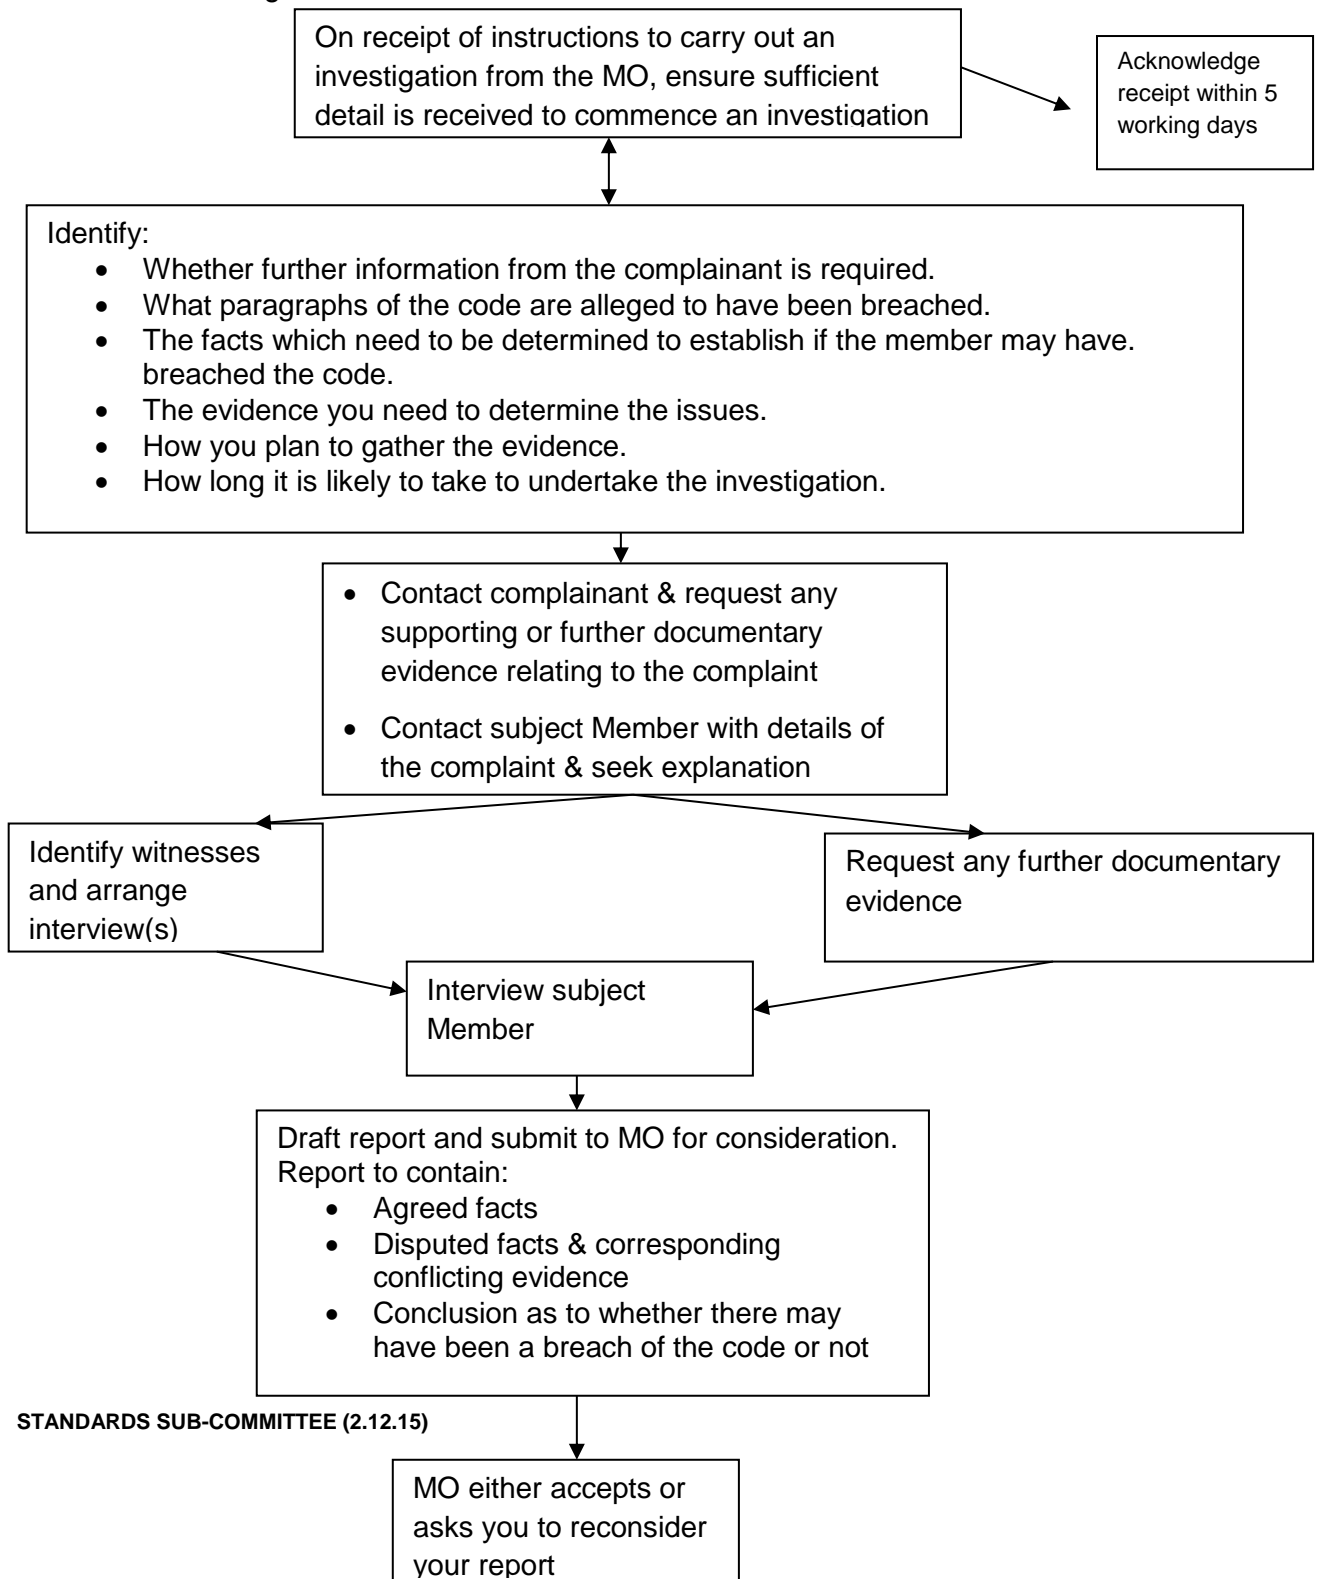 On receipt of instructions to carry out an
investigation from the MO, ensure sufficient
detail is received to commence an investigation
Acknowledge
receipt within 5
working days
Identify:
• Whether further information from the complainant is required.
• What paragraphs of the code are alleged to have been breached.
• The facts which need to be determined to establish if the member may have.
breached the code.
• The evidence you need to determine the issues.
• How you plan to gather the evidence.
• How long it is likely to take to undertake the investigation.
• Contact complainant & request any
supporting or further documentary
evidence relating to the complaint
• Contact subject Member with details of
the complaint & seek explanation
Identify witnesses
and arrange
interview(s)
Request any further documentary
evidence
Interview subject
Member
Draft report and submit to MO for consideration.
Report to contain:
• Agreed facts
• Disputed facts & corresponding
conflicting evidence
• Conclusion as to whether there may
have been a breach of the code or not
STANDARDS SUB-COMMITTEE (2.12.15)
MO either accepts or
asks you to reconsider
your report